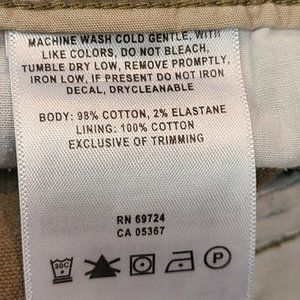 MACHINE WASH COLD GENTLE, WITH
LIKE COLORS, DO NOT BLEACH,
TUMBLE DRY LOW, REMOVE PROMPTLY,
IRON LOW, IF PRESENT DO NOT IRON
DECAL, DRYCLEANABLE
BODY: 98% COTTON, 2% ELASTANE
LINING: 100% COTTON
EXCLUSIVE OF TRIMMING
RN 69724
CA 05367
30C P